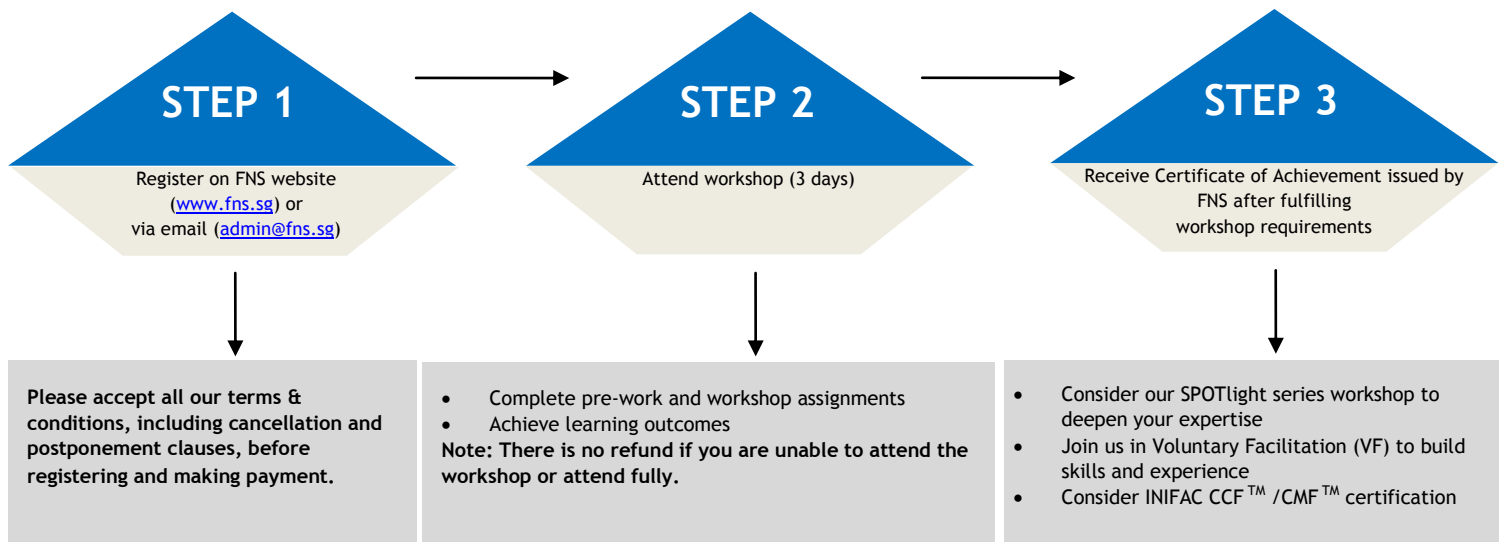 STEP 1
Register on FNS website
(www.fns.sg) or
via email (admin@fns.sg)
Please accept all our terms &
conditions, including cancellation and
postponement clauses, before
registering and making payment.
STEP 2
Attend workshop (3 days)
• Complete pre-work and workshop assignments
• Achieve learning outcomes
Note: There is no refund if you are unable to attend the
workshop or attend fully.
STEP 3
Receive Certificate of Achievement issued by
FNS after fulfilling
workshop requirements
• Consider our SPOTlight series workshop to
deepen your expertise
• Join us in Voluntary Facilitation (VF) to build
skills and experience
• Consider INIFAC CCF™ /CMF™ certification